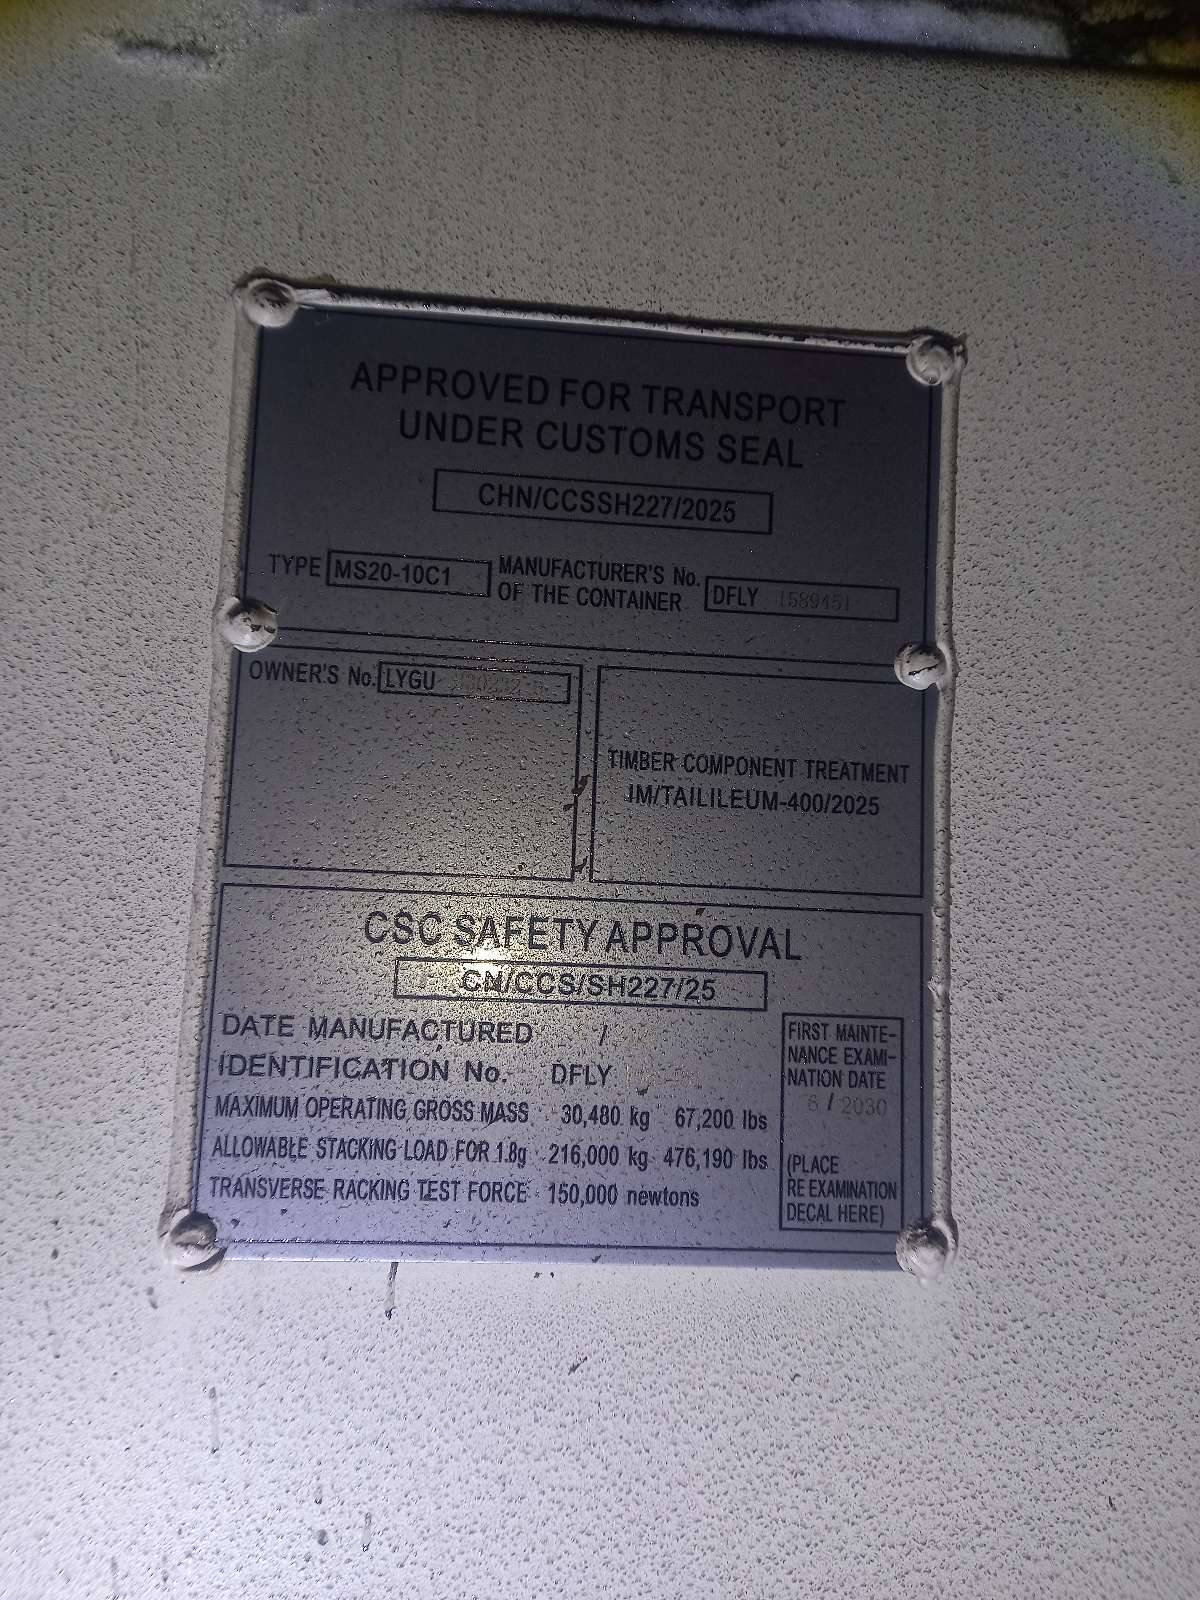 APPROVED FOR TRANSPORT
UNDER CUSTOMS SEAL
CHN/CCSSH227/2025
TYPE MS20-10C1 MANUFACTURER'S No. OF THE CONTAINER DFLY 1589451
OWNER'S No. LYGU
TIMBER COMPONENT TREATMENT
IM/TAILILEUM-400/2025
CSC SAFETY APPROVAL
CN/CCS/SH227/25
DATE MANUFACTURED /
IDENTIFICATION No. DFLY
MAXIMUM OPERATING GROSS MASS 30,480 kg 67,200 lbs
ALLOWABLE STACKING LOAD FOR 1.8g 216,000 kg 476,190 lbs
TRANSVERSE RACKING TEST FORCE 150,000 newtons
FIRST MAINTE-
NANCE EXAMI-
NATION DATE
6 / 2030
(PLACE
RE EXAMINATION
DECAL HERE)